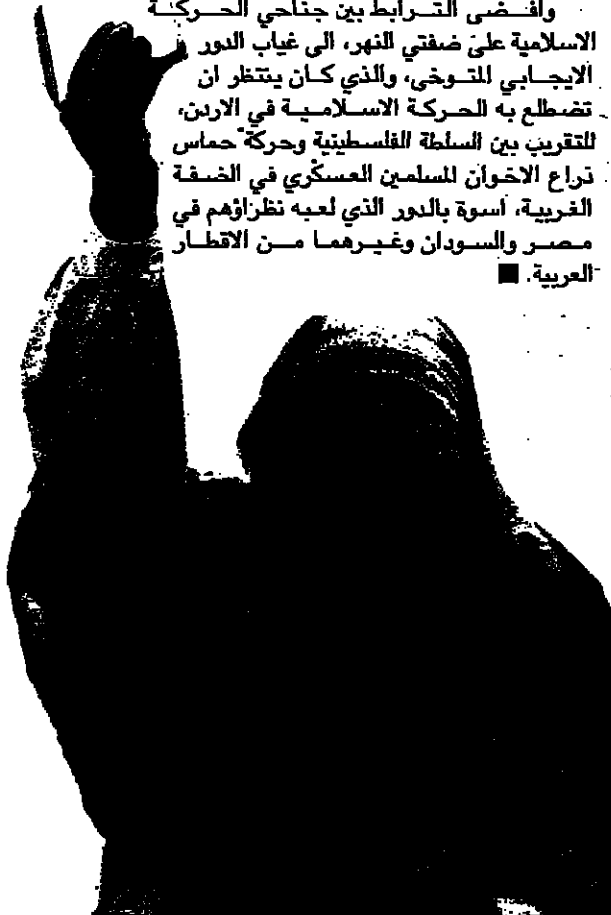 وافضى الترابط بين جناحي الحركة
الاسلامية على ضفتي النهر، الى غياب الدور
الايجابي المتوخى، والذي كان ينتظر ان
تضطلع به الحركة الاسلامية في الاردن،
للتقريب بين السلطة الفلسطينية وحركة حماس
ذراع الاخوان المسلمين العسكري في الضفة
الغربية، اسوة بالدور الذي لعبه نظراؤهم في
مصر والسودان وغيرهما من الاقطار
العربية. ■